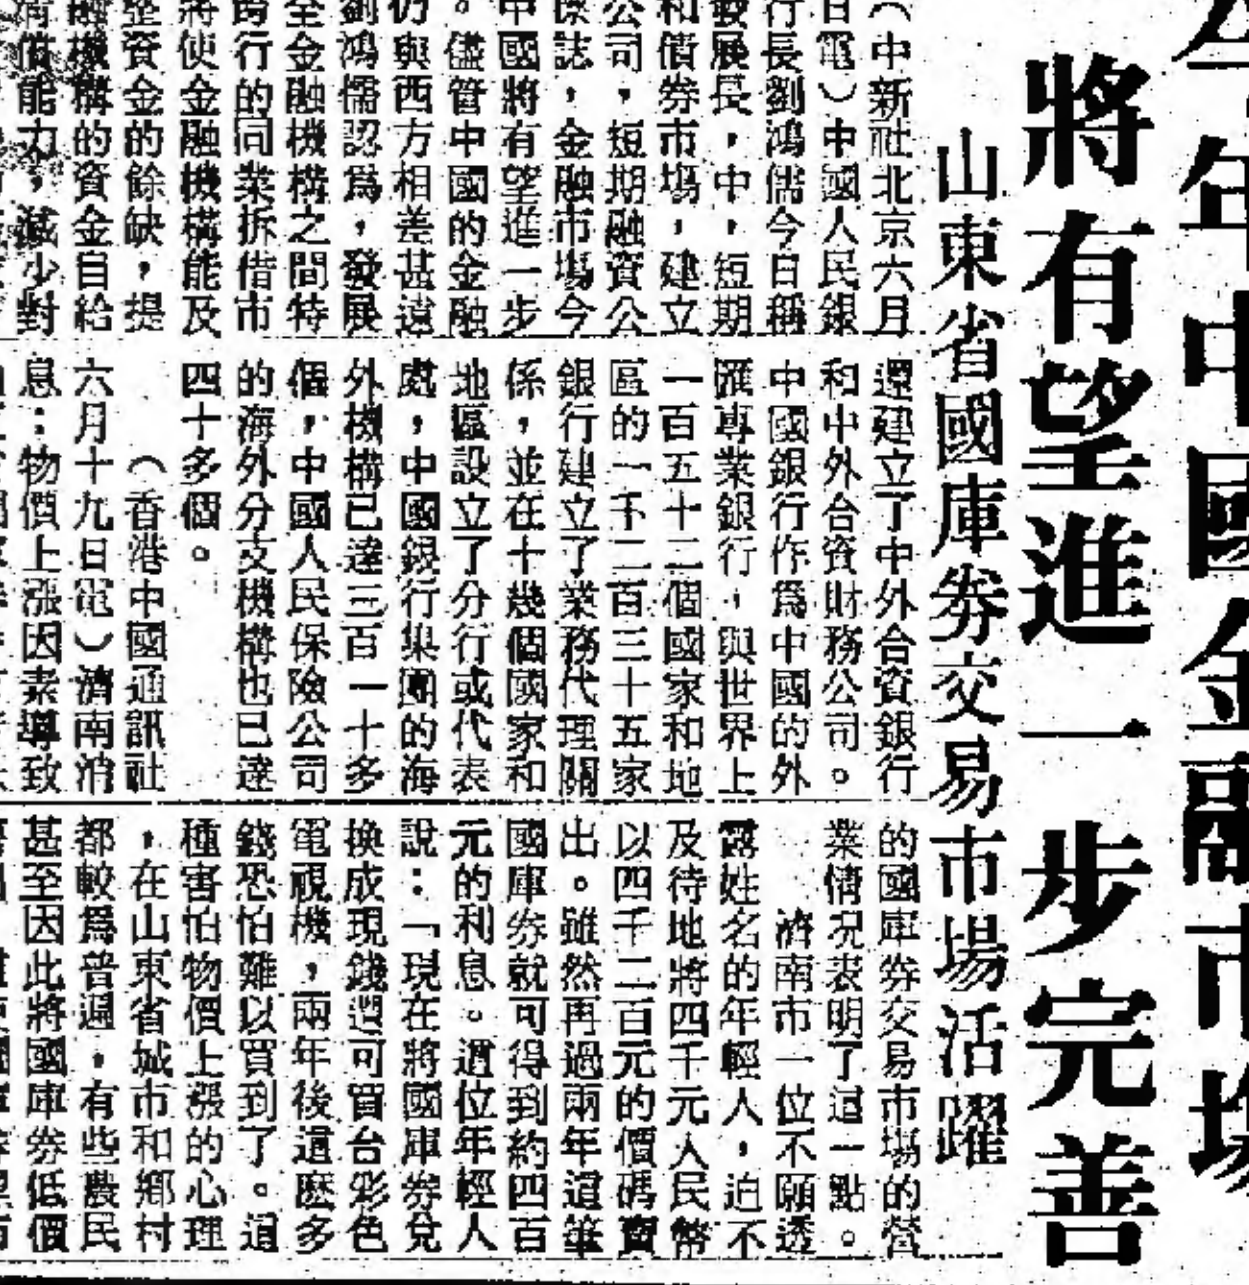 今年中國金融市場
將有望進一步完善
山東省國庫券交易市場活躍
（中新社北京六月
日電）中國人民銀
行長劉鴻儒今日稱
發展長，中，短期
和債券市場，建立
公司，短期融資公
誌，金融市場今
中國將有望進一步
。儘管中國的金融
仍與西方相差甚遠
劉鴻儒認爲，發展
全金融機構之間特
跨行的同業拆借市
將使金融機構能及
整資金的餘缺，提
融機構的資金自給
償能力，減少對
還建立了中外合資銀行
和中外合資財務公司。
中國銀行作爲中國的外
滙專業銀行，與世界上
一百五十二個國家和地
區的一千二百三十五家
銀行建立了業務代理關
係，並在十幾個國家和
地區設立了分行或代表
處，中國銀行集團的海
外機構已達三百一十多
個，中國人民保險公司
的海外分支機構也已達
四十多個。
（香港中國通訊社
六月十九日電）濟南消
息：物價上漲因素導致
的國庫券交易市場的營
業情况表明了這一點。
濟南市一位不願透
露姓名的年輕人，迫不
及待地將四千元人民幣
以四千二百元的價碼賣
出。雖然再過兩年這筆
國庫券就可得到約四百
元的利息。這位年輕人
說：「現在將國庫券兌
換成現錢還可買台彩色
電視機，兩年後這麽多
錢恐怕難以買到了。這
種害怕物價上漲的心理
，在山東省城市和鄉村
都較爲普遍，有些農民
甚至因此將國庫券低價